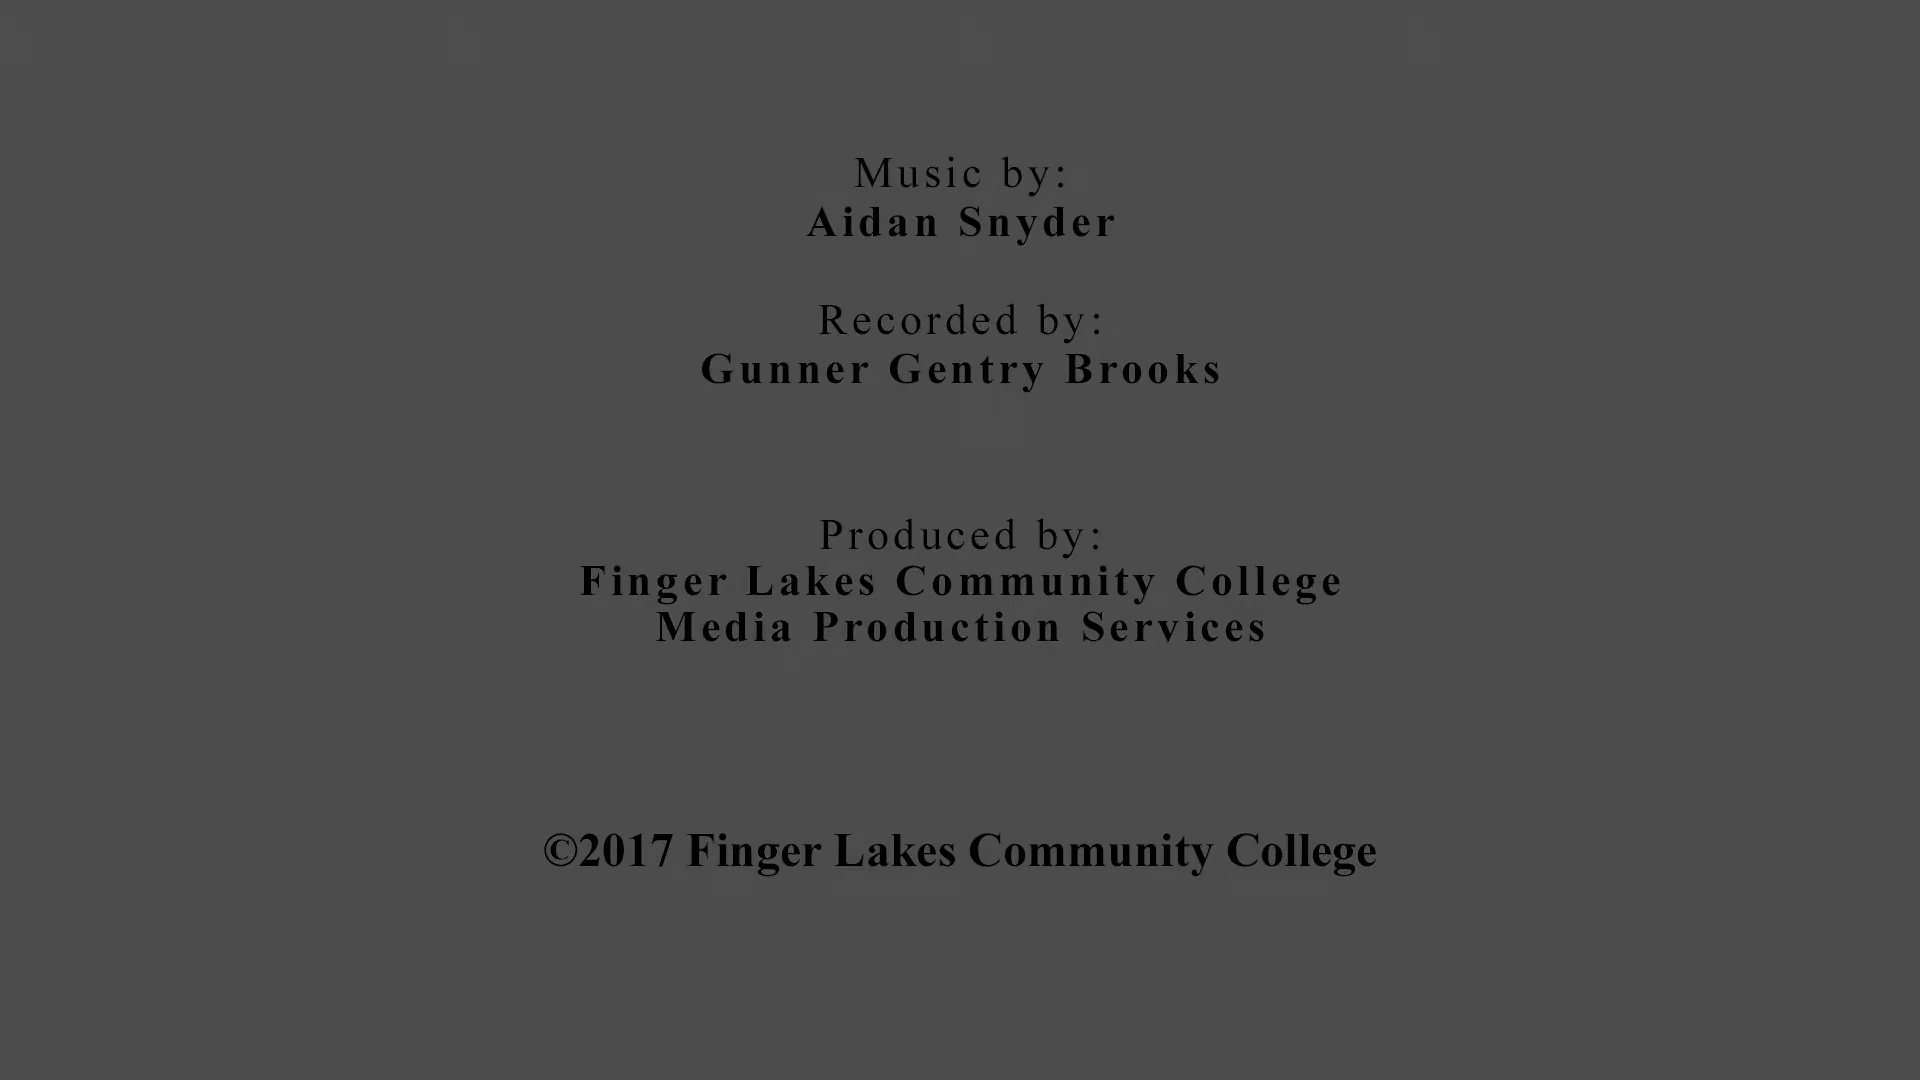 Music by:
Aidan Snyder
Recorded by:
Gunner Gentry Brooks
Produced by:
Finger Lakes Community College
Media Production Services
©2017 Finger Lakes Community College